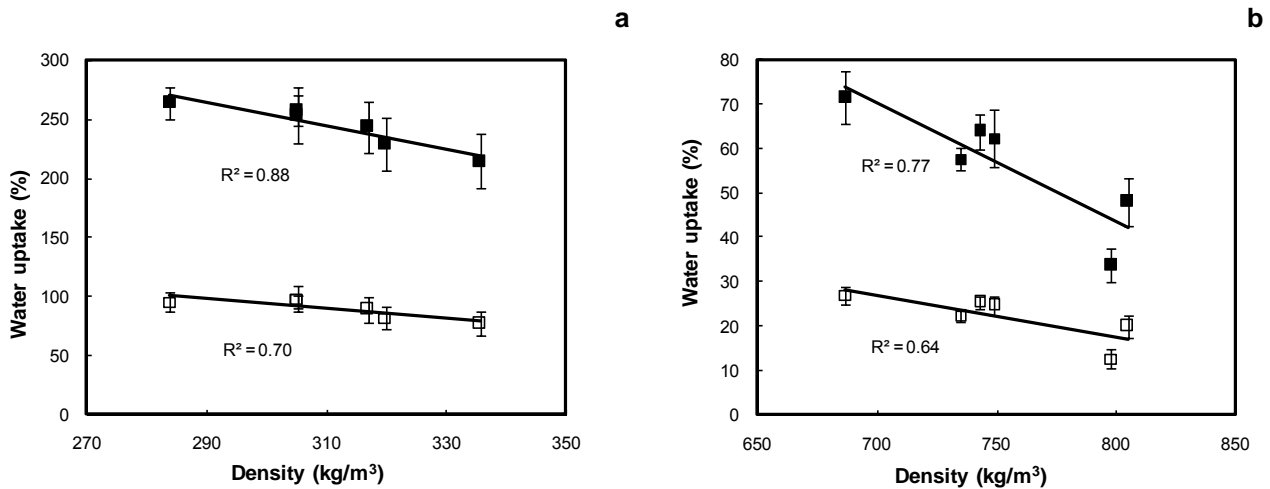 a
300
250
200
150
100
50
0
Water uptake (%)
R² = 0.88
R² = 0.70
270 290 310 330 350
Density (kg/m³)
b
80
70
60
50
40
30
20
10
0
Water uptake (%)
R² = 0.77
R² = 0.64
650 700 750 800 850
Density (kg/m³)